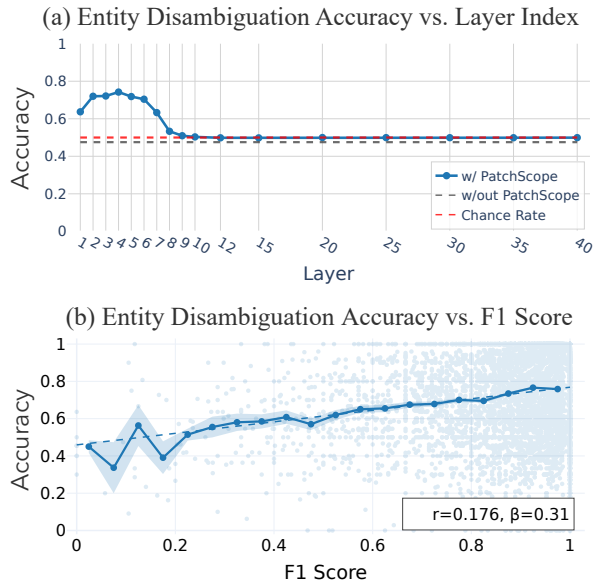 (a) Entity Disambiguation Accuracy vs. Layer Index
1
0.8
0.6
0.4
0.2
0
Accuracy
w/ PatchScope
w/out PatchScope
Chance Rate
1 2 3 4 5 6 7 8 9 10 12 15 20 25 30 35 40
Layer
(b) Entity Disambiguation Accuracy vs. F1 Score
1
0.8
0.6
0.4
0.2
0
Accuracy
r=0.176, β=0.31
0 0.2 0.4 0.6 0.8 1
F1 Score